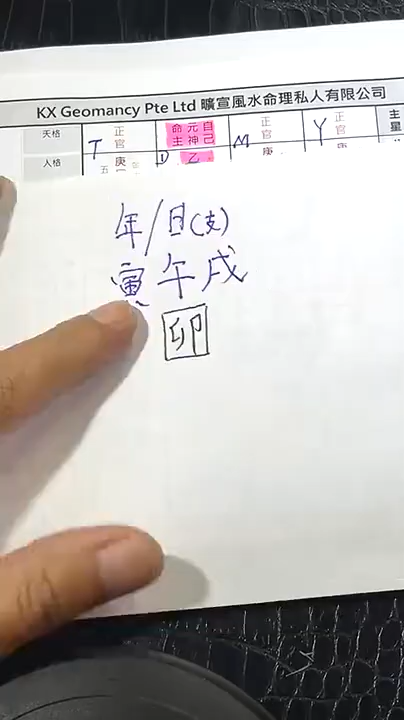 KX Geomancy Pte Ltd 曠宣風水命理私人有限公司
天格 正官 命主 元神 自己 正官 正官 主星
T ① M Y
人格 庚 乙 庚
年/日(支)
寅午戌
卯